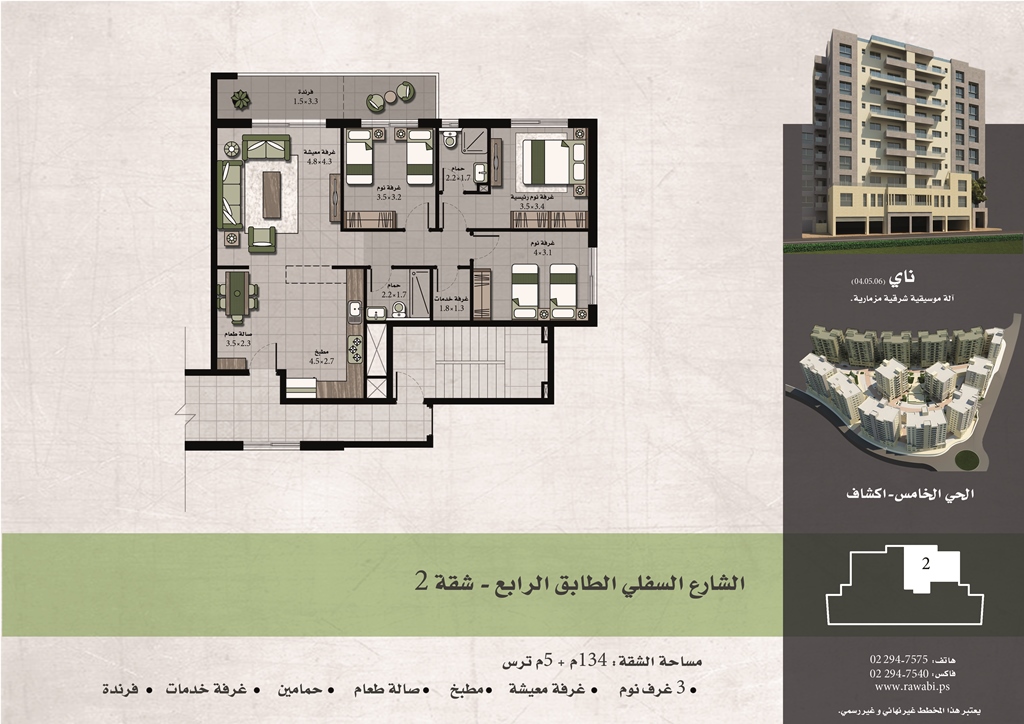 فرندة
1.5×3.3
غرفة معيشة
4.8×4.3
غرفة نوم
3.5×3.2
حمام
2.2×1.7
غرفة نوم رئيسية
3.5×3.4
غرفة نوم
4×3.1
حمام
2.2×1.7
غرفة خدمات
1.8×1.3
صالة طعام
3.5×2.3
مطبخ
4.5×2.7
ناي (04.05.06)
آلة موسيقية شرقية مزمارية.
الحي الخامس-اكشاف
2
الشارع السفلي الطابق الرابع - شقة 2
مساحة الشقة: 134م + 5م ترس
• 3 غرف نوم • غرفة معيشة • مطبخ • صالة طعام • حمامين • غرفة خدمات • فرندة
هاتف: 02 294-7575
فاكس: 02 294-7540
www.rawabi.ps
يعتبر هذا المخطط غير نهائي و غير رسمي.